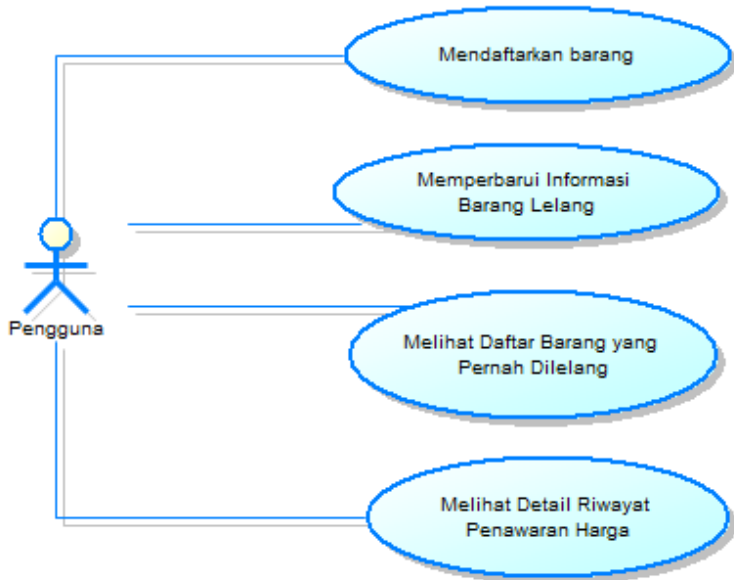 Mendaftarkan barang
Memperbarui Informasi
Barang Lelang
Pengguna
Melihat Daftar Barang yang
Pernah Dilelang
Melihat Detail Riwayat
Penawaran Harga